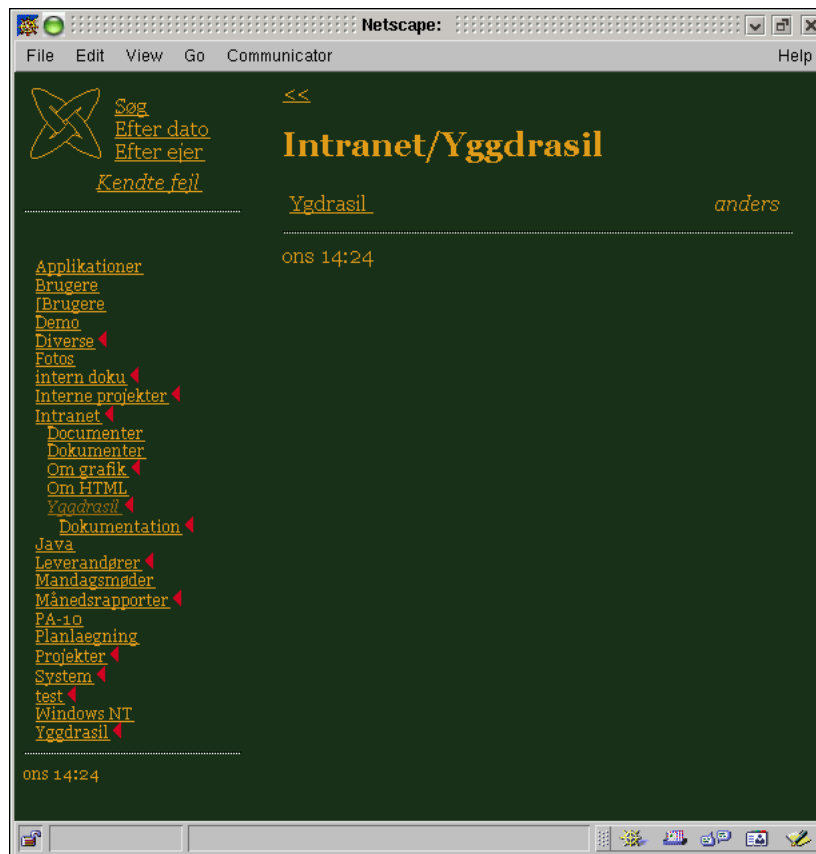 Netscape:
File Edit View Go Communicator Help
Søg
Efter dato
Efter ejer
Kendte fejl
Applikationer
Brugere
[Brugere
Demo
Diverse
Fotos
intern doku
Interne projekter
Intranet
Documenter
Dokumenter
Om grafik
Om HTML
Yggdrasil
Dokumentation
Java
Leverandører
Mandagsmøder
Månedsrapporter
PA-10
Planlaegning
Projekter
System
test
Windows NT
Yggdrasil
ons 14:24
<<
Intranet/Yggdrasil
Ygdrasil anders
ons 14:24